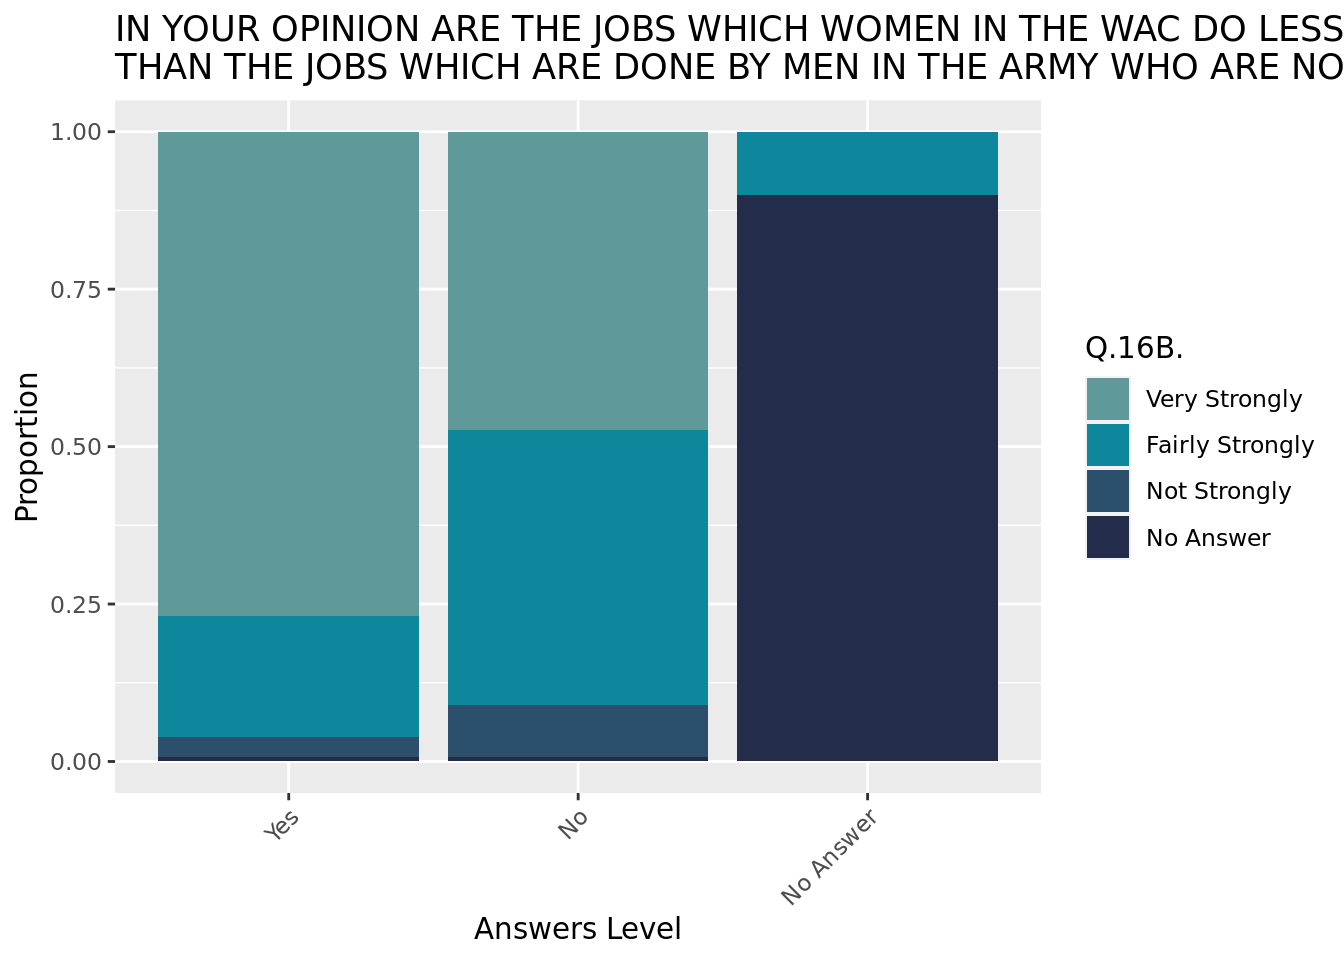 IN YOUR OPINION ARE THE JOBS WHICH WOMEN IN THE WAC DO LESS
THAN THE JOBS WHICH ARE DONE BY MEN IN THE ARMY WHO ARE NO
1.00
0.75
0.50
0.25
0.00
Proportion
Yes
No
No Answer
Answers Level
Q.16B.
Very Strongly
Fairly Strongly
Not Strongly
No Answer